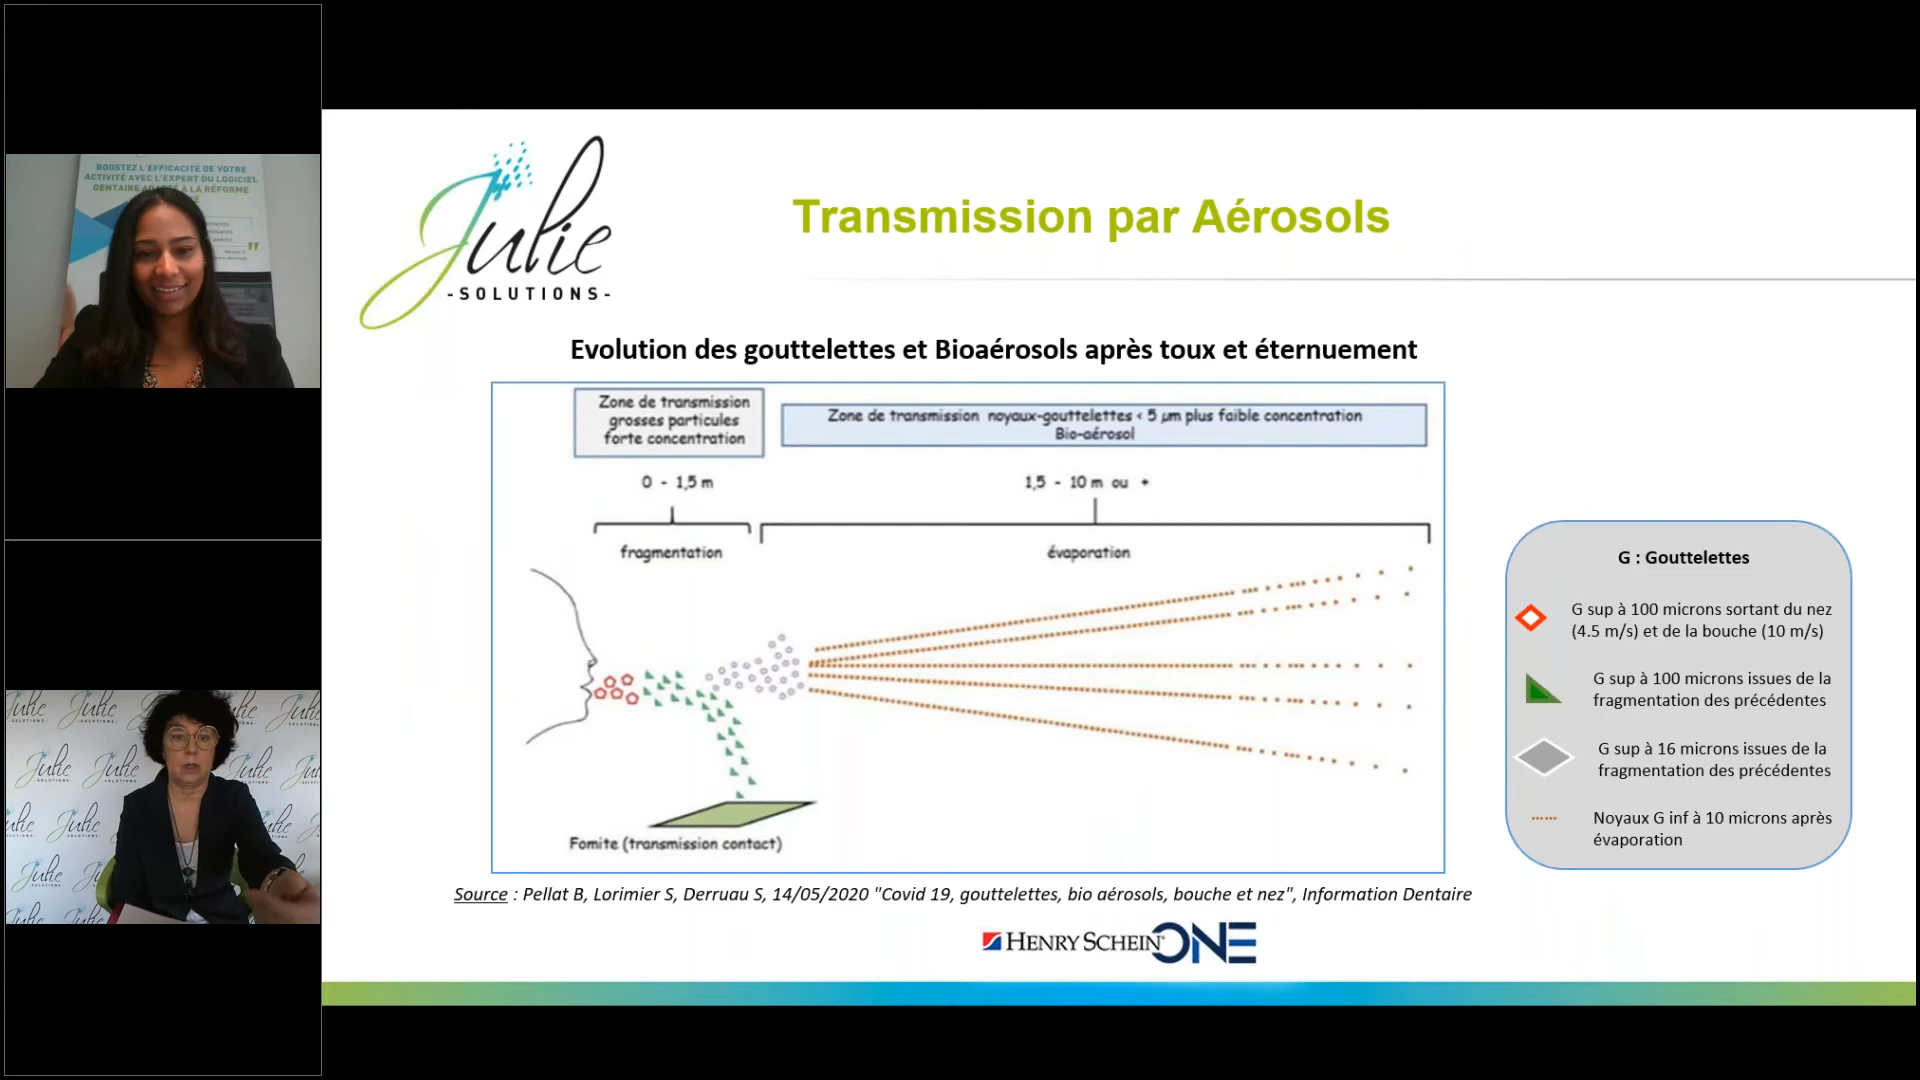 BOOSTEZ L'EFFICACITÉ DE VOTRE
ACTIVITÉ AVEC L'EXPERT DU LOGICIEL
DENTAIRE ADAPTÉ À LA RÉFORME
Julie
-SOLUTIONS-
Transmission par Aérosols
Evolution des gouttelettes et Bioaérosols après toux et éternuement
Zone de transmission
grosses particules
forte concentration
Zone de transmission noyaux-gouttelettes < 5 µm plus faible concentration
Bio-aérosol
0 - 1,5 m
1,5 - 10 m ou +
fragmentation
évaporation
Fomite (transmission contact)
G : Gouttelettes
G sup à 100 microns sortant du nez
(4.5 m/s) et de la bouche (10 m/s)
G sup à 100 microns issues de la
fragmentation des précédentes
G sup à 16 microns issues de la
fragmentation des précédentes
Noyaux G inf à 10 microns après
évaporation
Source : Pellat B, Lorimier S, Derruau S, 14/05/2020 "Covid 19, gouttelettes, bio aérosols, bouche et nez", Information Dentaire
HENRY SCHEIN ONE